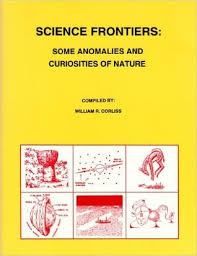 SCIENCE FRONTIERS:
SOME ANOMALIES AND
CURIOSITIES OF NATURE
COMPILED BY:
WILLIAM R. CORLISS